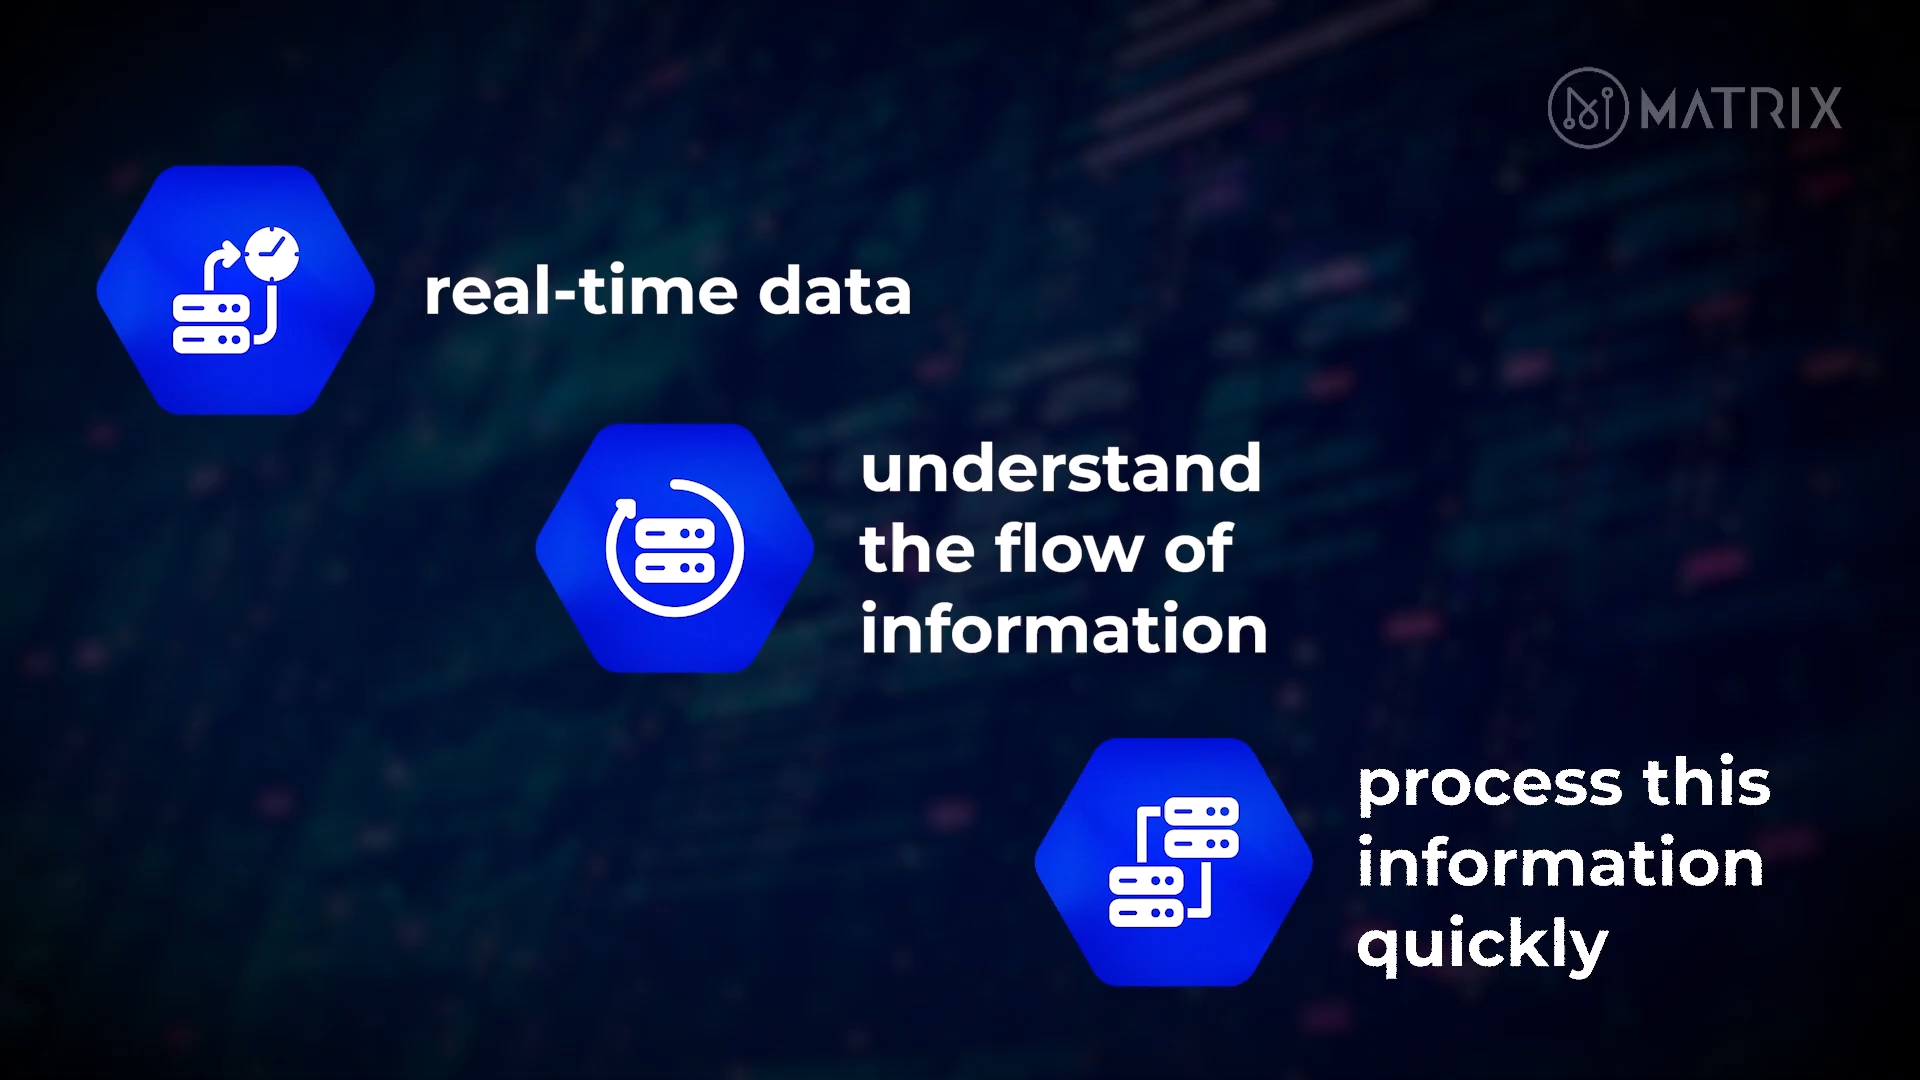 MATRIX
real-time data
understand
the flow of
information
process this
information
quickly